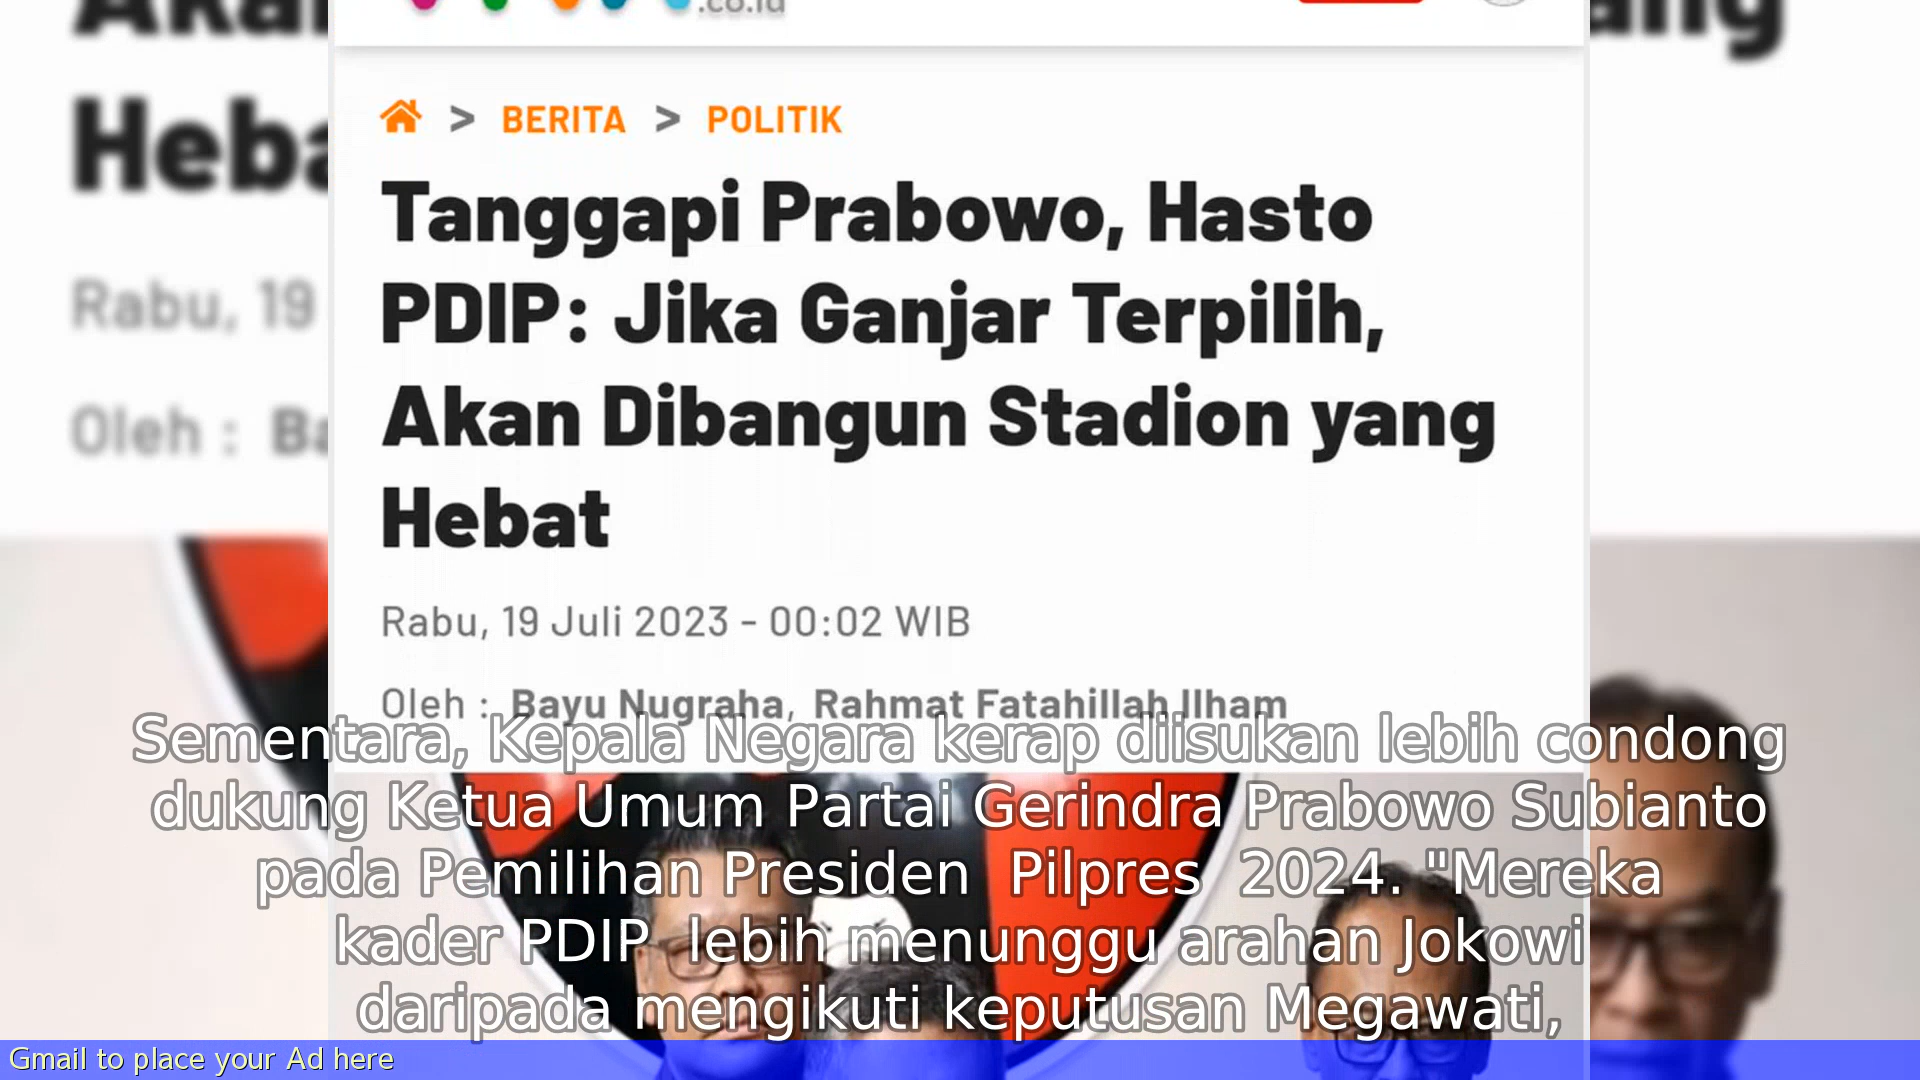 .co.id
BERITA > POLITIK
Tanggapi Prabowo, Hasto
PDIP: Jika Ganjar Terpilih,
Akan Dibangun Stadion yang
Hebat
Rabu, 19 Juli 2023 - 00:02 WIB
Oleh : Bayu Nugraha, Rahmat Fatahillah Ilham
Sementara, Kepala Negara kerap diisukan lebih condong
dukung Ketua Umum Partai Gerindra Prabowo Subianto
pada Pemilihan Presiden Pilpres 2024. "Mereka
kader PDIP lebih menunggu arahan Jokowi
daripada mengikuti keputusan Megawati,
Gmail to place your Ad here